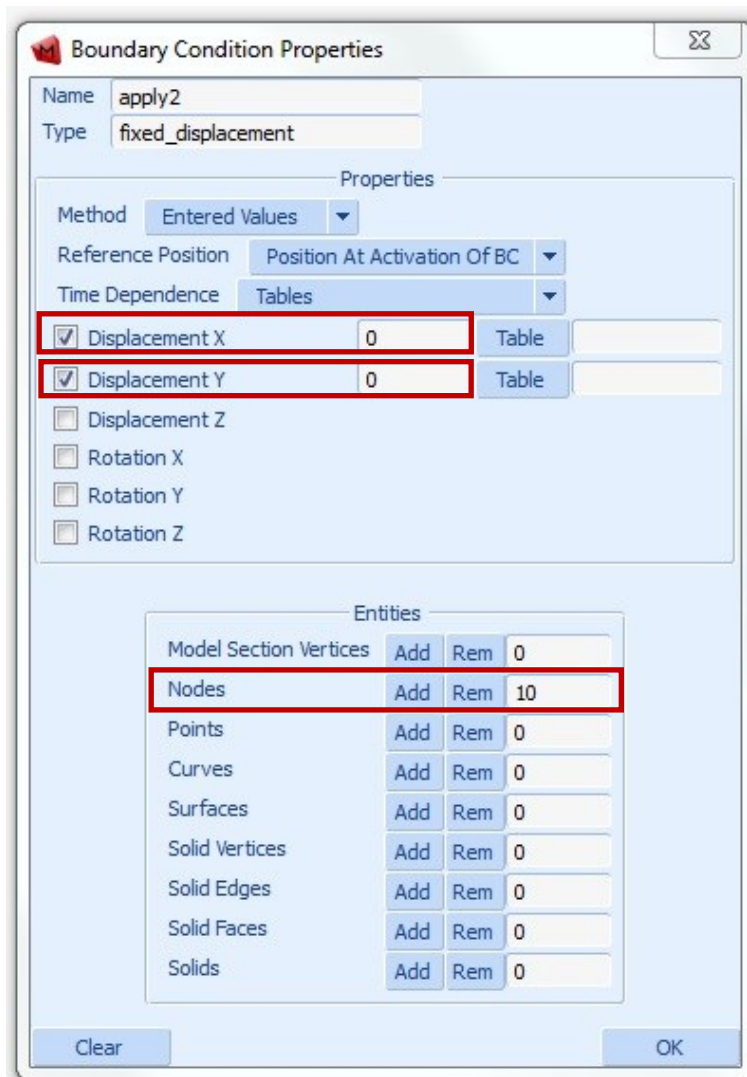 Boundary Condition Properties
Name apply2
Type fixed_displacement
Properties
Method Entered Values
Reference Position Position At Activation Of BC
Time Dependence Tables
Displacement X 0 Table
Displacement Y 0 Table
Displacement Z
Rotation X
Rotation Y
Rotation Z
Entities
Model Section Vertices Add Rem 0
Nodes Add Rem 10
Points Add Rem 0
Curves Add Rem 0
Surfaces Add Rem 0
Solid Vertices Add Rem 0
Solid Edges Add Rem 0
Solid Faces Add Rem 0
Solids Add Rem 0
Clear OK